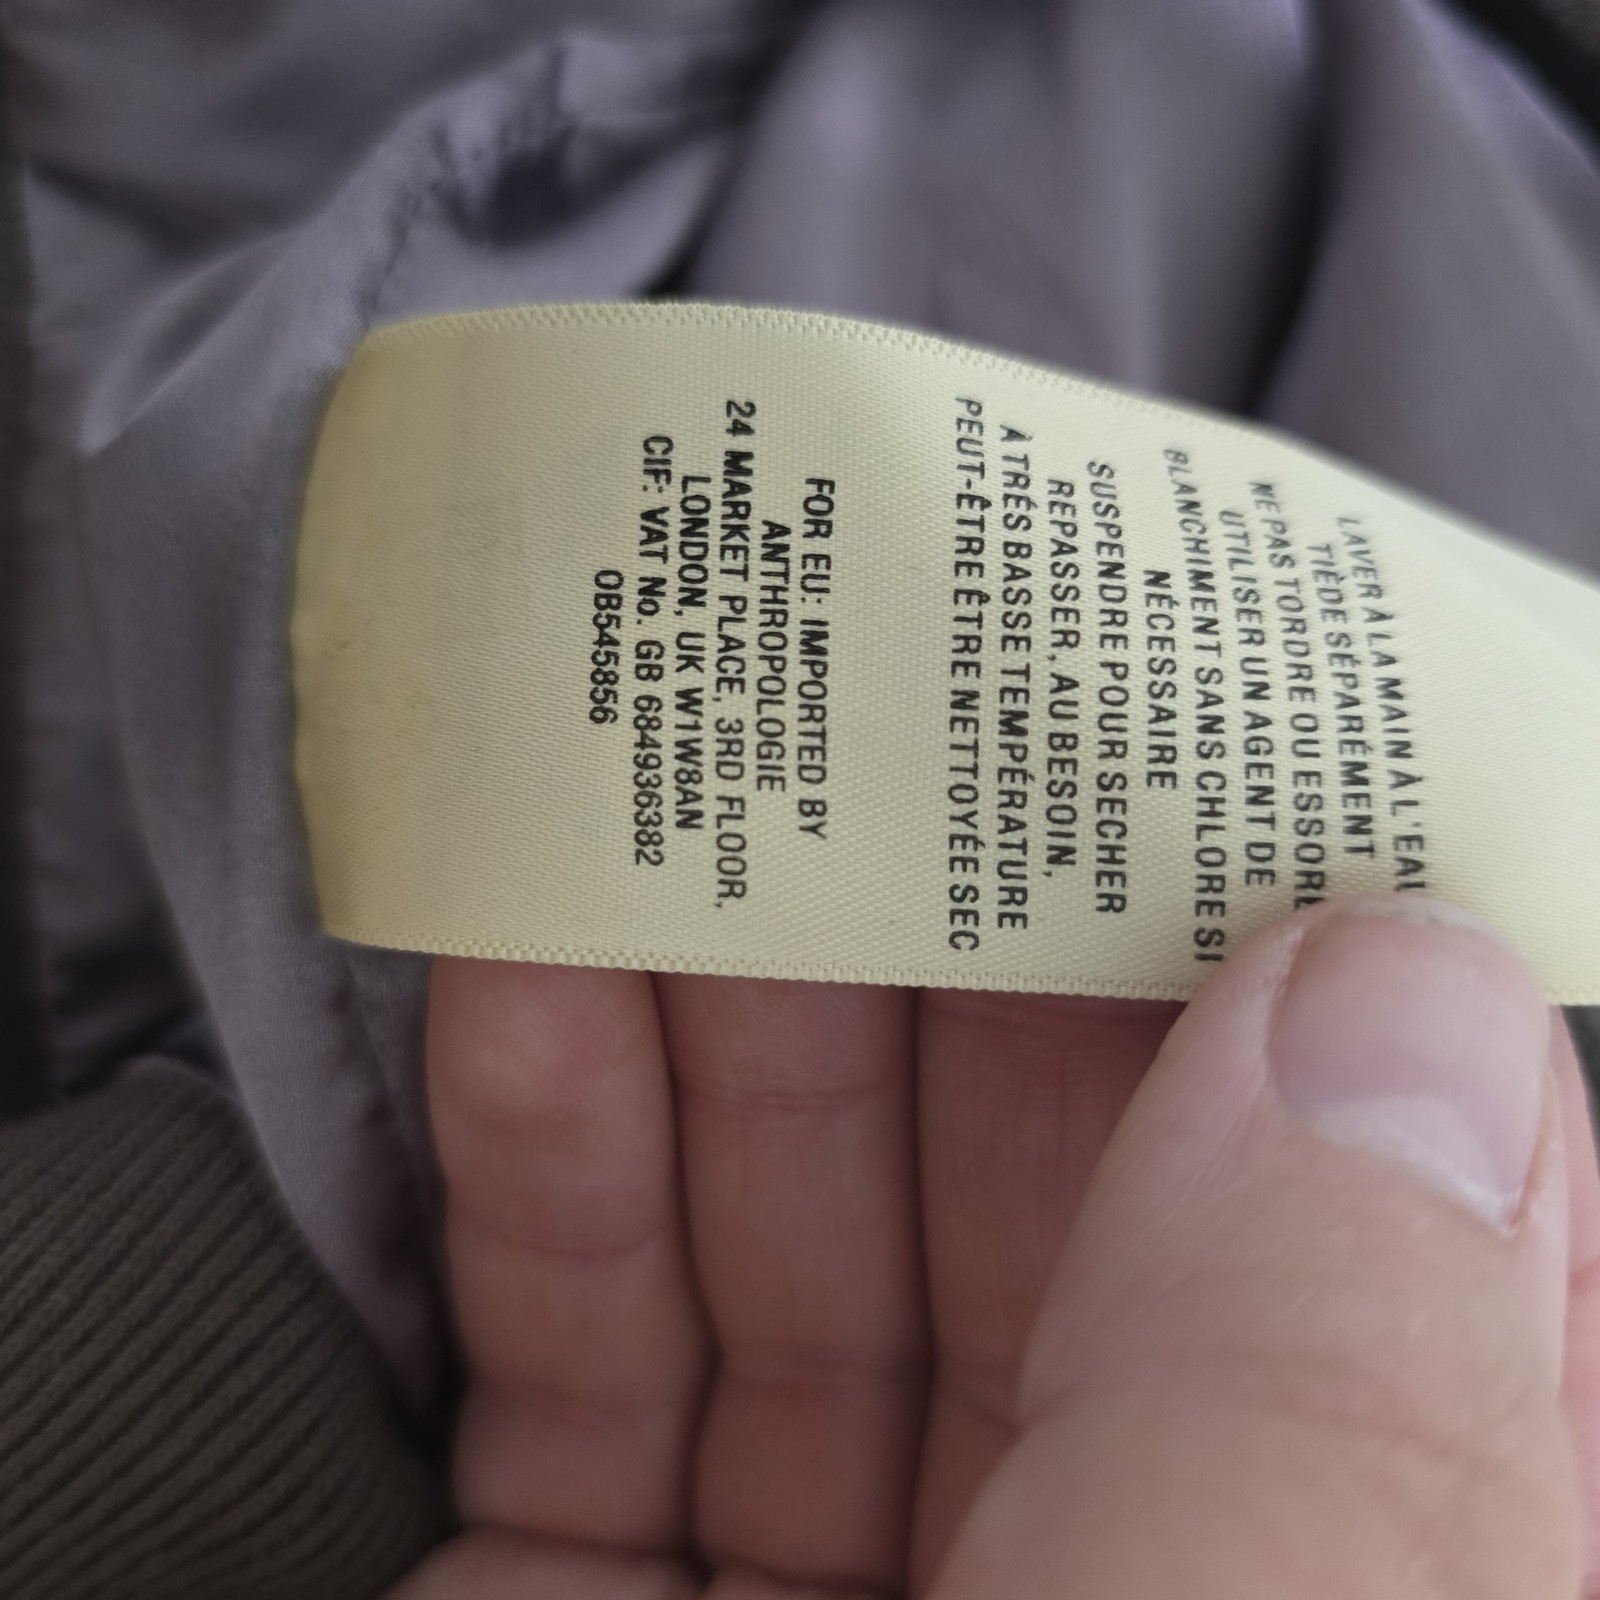 LAVER À LA MAIN À L'EAU
TIÈDE SÉPARÉMENT
NE PAS TORDRE OU ESSORE
UTILISER UN AGENT DE
BLANCHIMENT SANS CHLORE SI
NÉCESSAIRE
SUSPENDRE POUR SECHER
REPASSER, AU BESOIN,
À TRÉS BASSE TEMPÉRATURE
PEUT-ÊTRE ÊTRE NETTOYÉE SEC
FOR EU: IMPORTED BY
ANTHROPOLOGIE
24 MARKET PLACE, 3RD FLOOR,
LONDON, UK W1W8AN
CIF: VAT No. GB 684936382
OB545856